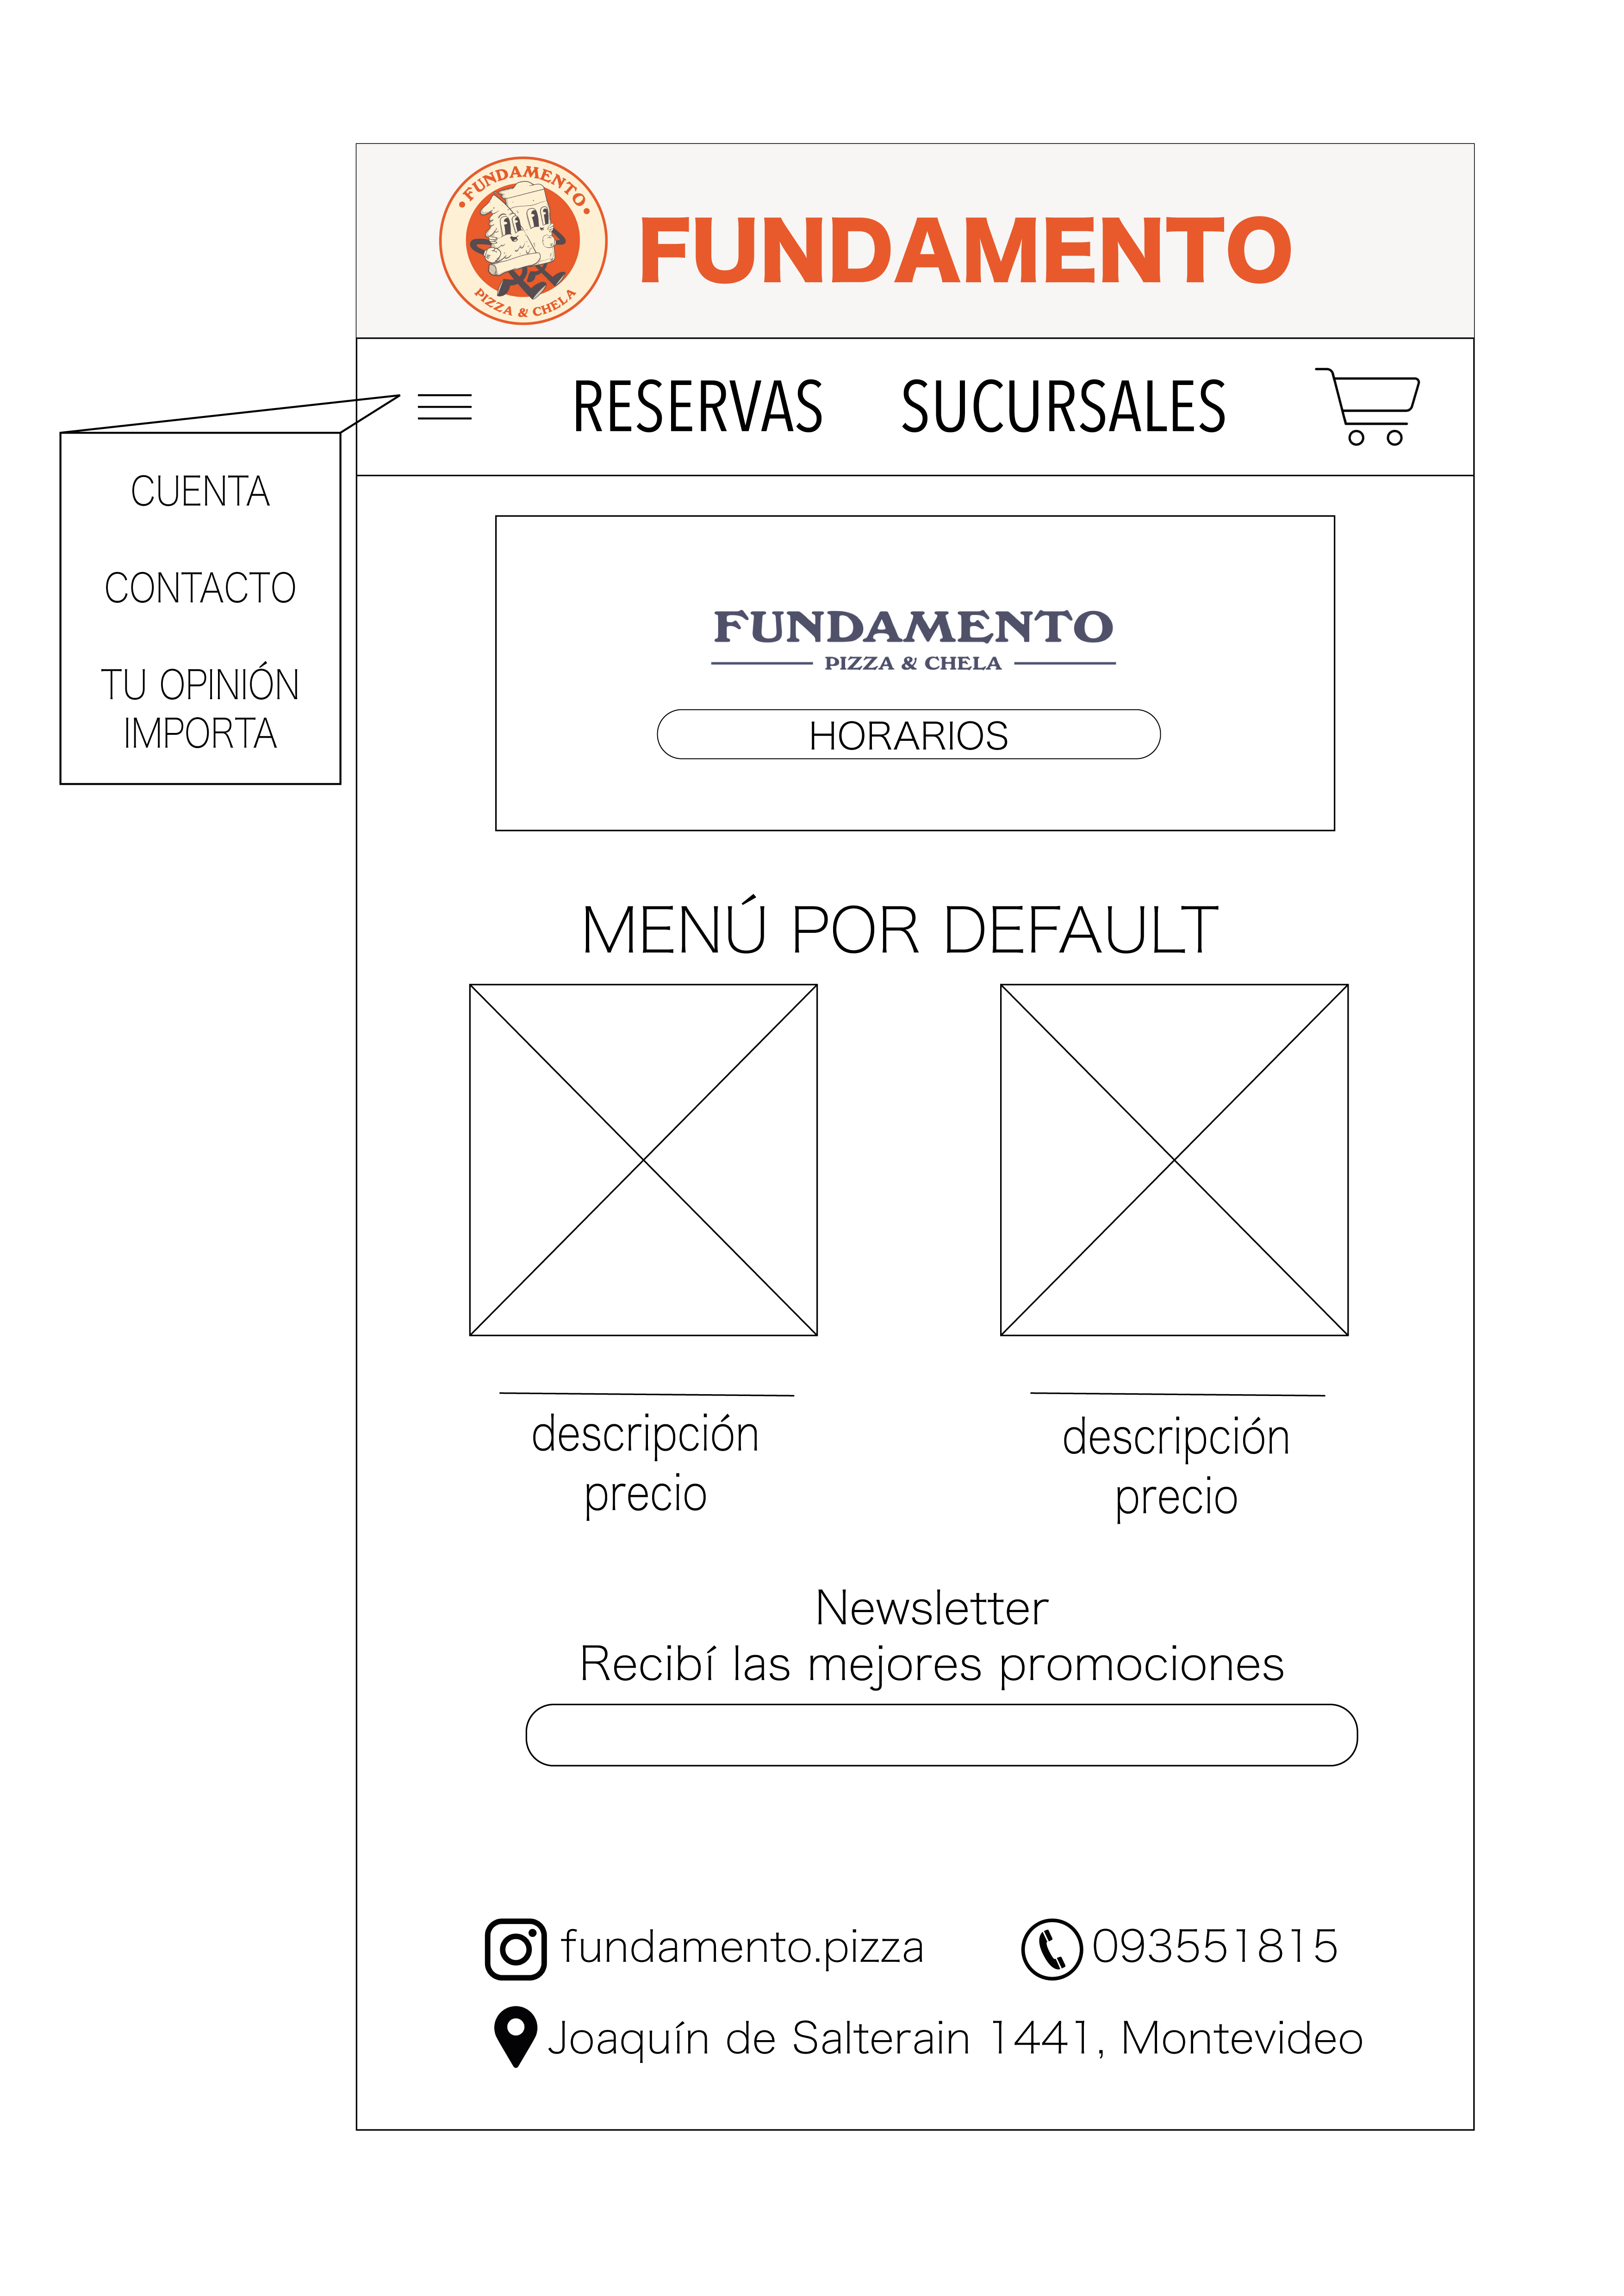 FUNDAMENTO
PIZZA & CHELA
FUNDAMENTO
RESERVAS SUCURSALES
CUENTA
CONTACTO
TU OPINIÓN
IMPORTA
FUNDAMENTO
PIZZA & CHELA
HORARIOS
MENÚ POR DEFAULT
descripción
precio
descripción
precio
Newsletter
Recibí las mejores promociones
fundamento.pizza
093551815
Joaquín de Salterain 1441, Montevideo